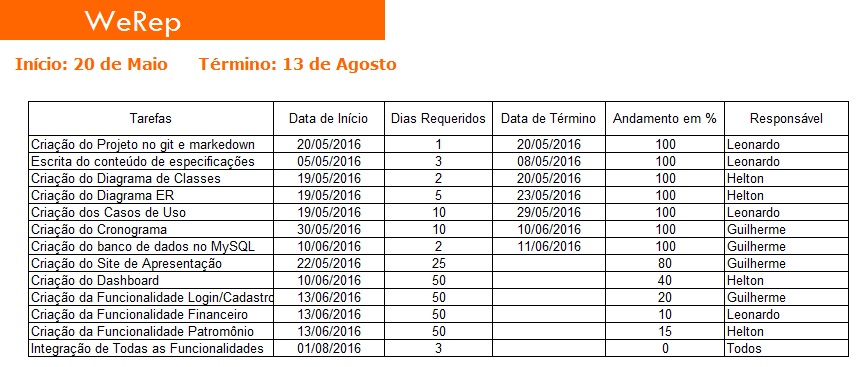 WeRep
Início: 20 de Maio Término: 13 de Agosto
Tarefas Data de Início Dias Requeridos Data de Término Andamento em % Responsável
Criação do Projeto no git e markedown 20/05/2016 1 20/05/2016 100 Leonardo
Escrita do conteúdo de especificações 05/05/2016 3 08/05/2016 100 Leonardo
Criação do Diagrama de Classes 19/05/2016 2 20/05/2016 100 Helton
Criação do Diagrama ER 19/05/2016 5 23/05/2016 100 Helton
Criação dos Casos de Uso 19/05/2016 10 29/05/2016 100 Leonardo
Criação do Cronograma 30/05/2016 10 10/06/2016 100 Guilherme
Criação do banco de dados no MySQL 10/06/2016 2 11/06/2016 100 Guilherme
Criação do Site de Apresentação 22/05/2016 25 80 Guilherme
Criação do Dashboard 10/06/2016 50 40 Helton
Criação da Funcionalidade Login/Cadastro 13/06/2016 50 20 Guilherme
Criação da Funcionalidade Financeiro 13/06/2016 50 10 Leonardo
Criação da Funcionalidade Patromônio 13/06/2016 50 15 Helton
Integração de Todas as Funcionalidades 01/08/2016 3 0 Todos